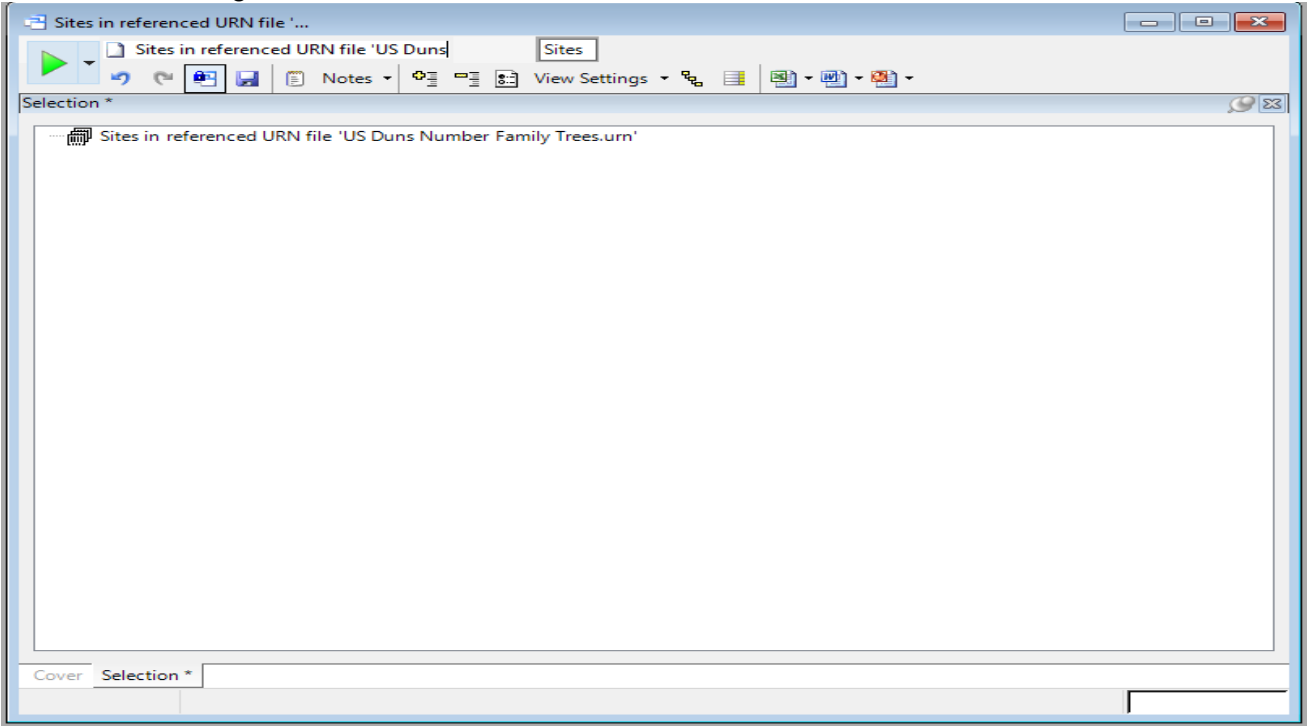 Sites in referenced URN file '...
Sites in referenced URN file 'US Duns
Sites
Notes
View Settings
Selection *
Sites in referenced URN file 'US Duns Number Family Trees.urn'
Cover
Selection *